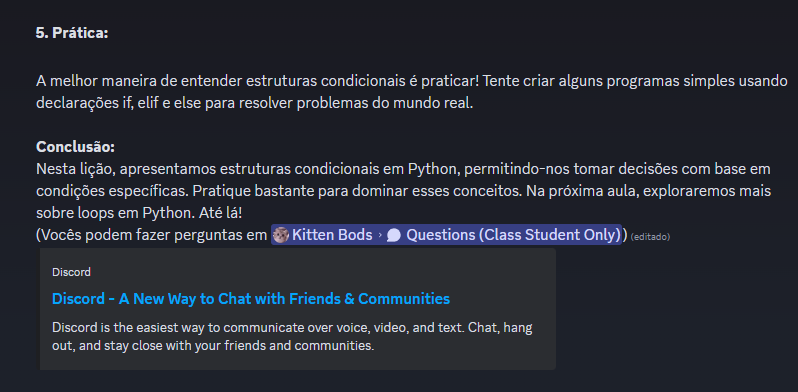 5. Prática:
A melhor maneira de entender estruturas condicionais é praticar! Tente criar alguns programas simples usando
declarações if, elif e else para resolver problemas do mundo real.
Conclusão:
Nesta lição, apresentamos estruturas condicionais em Python, permitindo-nos tomar decisões com base em
condições específicas. Pratique bastante para dominar esses conceitos. Na próxima aula, exploraremos mais
sobre loops em Python. Até lá!
(Vocês podem fazer perguntas em Kitten Bods › Questions (Class Student Only)) (editado)
Discord
Discord - A New Way to Chat with Friends & Communities
Discord is the easiest way to communicate over voice, video, and text. Chat, hang
out, and stay close with your friends and communities.